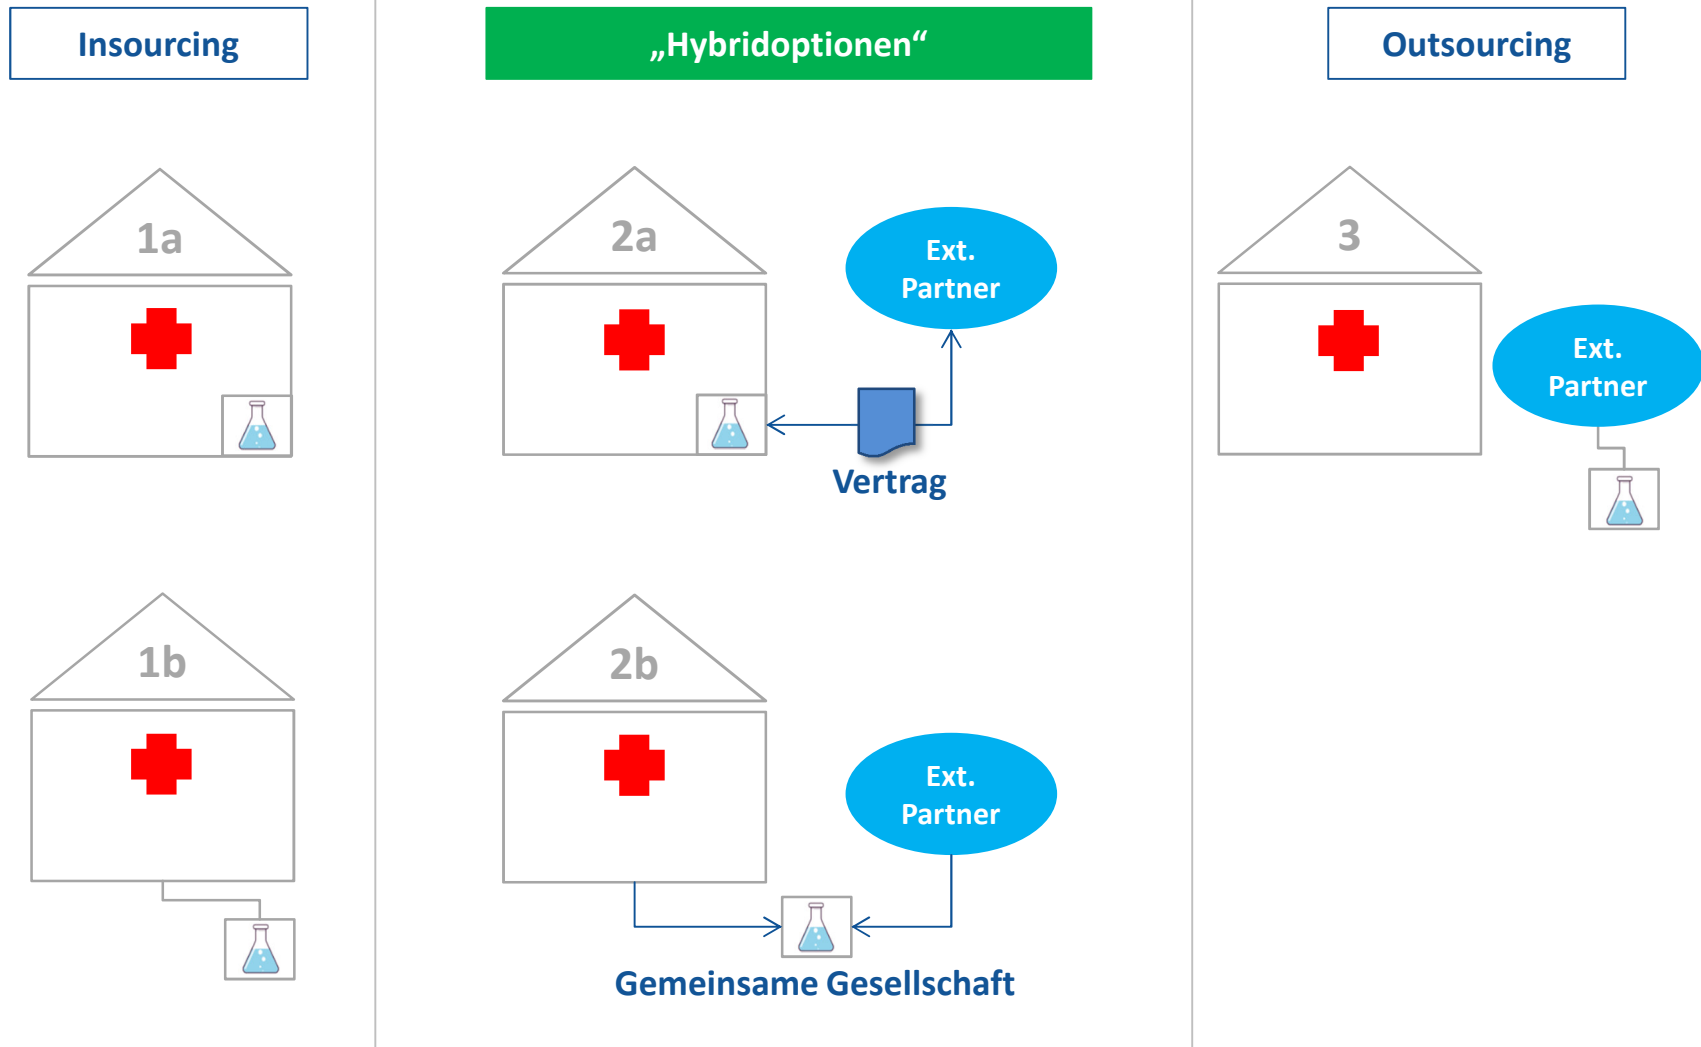 Insourcing
„Hybridoptionen“
Outsourcing
1a
2a
Ext.
Partner
Vertrag
3
Ext.
Partner
1b
2b
Ext.
Partner
Gemeinsame Gesellschaft